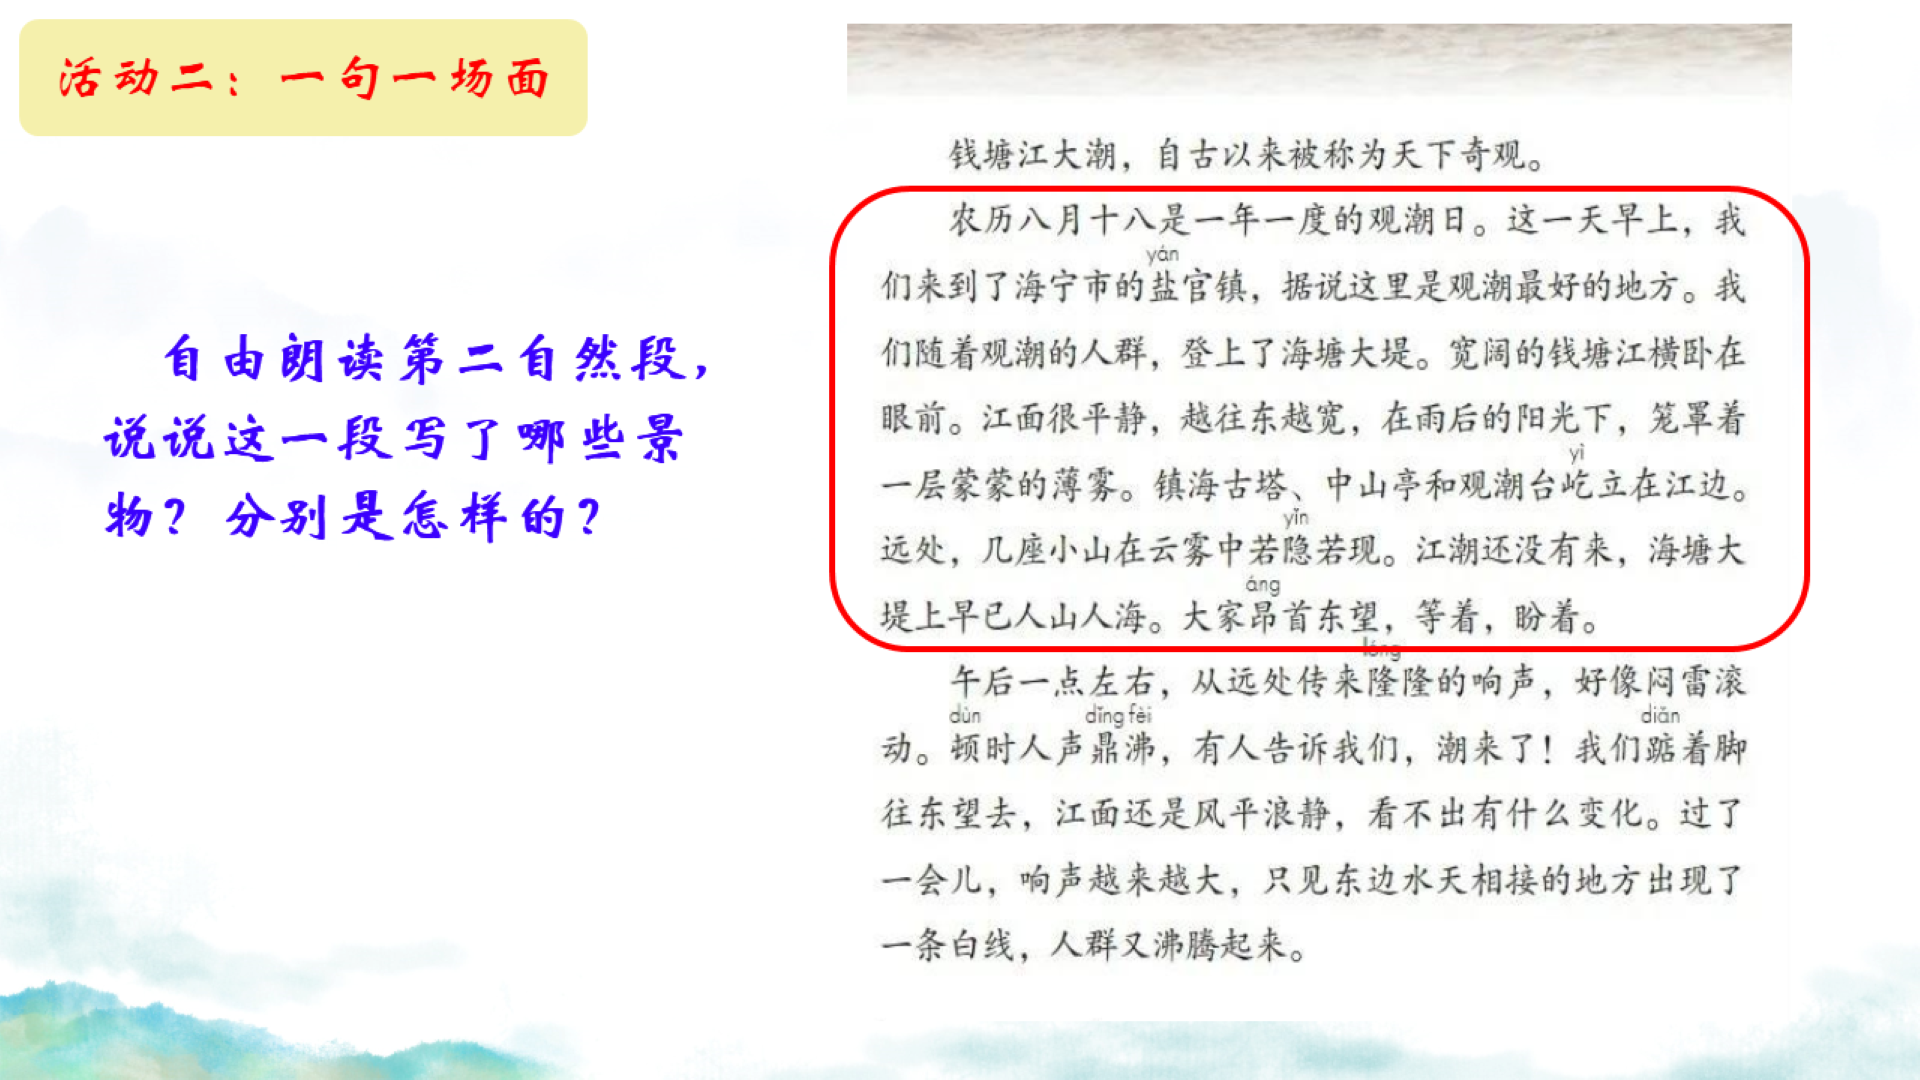 活动二：一句一场面
自由朗读第二自然段，
说说这一段写了哪些景
物？分别是怎样的？
钱塘江大潮，自古以来被称为天下奇观。
农历八月十八是一年一度的观潮日。这一天早上，我
yán
们来到了海宁市的盐官镇，据说这里是观潮最好的地方。我
们随着观潮的人群，登上了海塘大堤。宽阔的钱塘江横卧在
眼前。江面很平静，越往东越宽，在雨后的阳光下，笼罩着
yì
一层蒙蒙的薄雾。镇海古塔、中山亭和观潮台屹立在江边。
yǐn
远处，几座小山在云雾中若隐若现。江潮还没有来，海塘大
áng
堤上早已人山人海。大家昂首东望，等着，盼着。
lóng
午后一点左右，从远处传来隆隆的响声，好像闷雷滚
dùn dǐng fèi diǎn
动。顿时人声鼎沸，有人告诉我们，潮来了！我们踮着脚
往东望去，江面还是风平浪静，看不出有什么变化。过了
一会儿，响声越来越大，只见东边水天相接的地方出现了
一条白线，人群又沸腾起来。